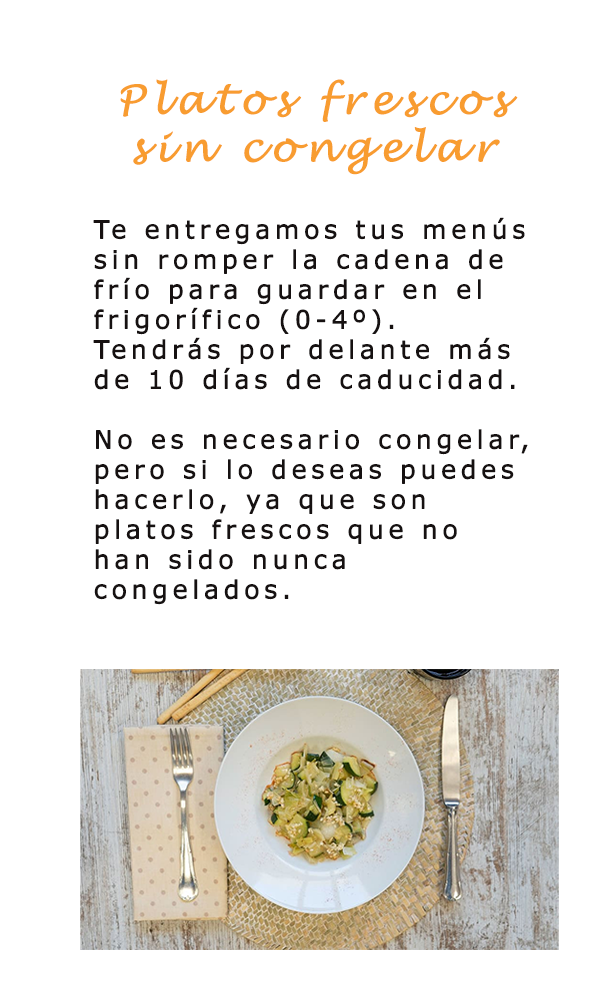 Platos frescos
sin congelar
Te entregamos tus menús
sin romper la cadena de
frío para guardar en el
frigorífico (0-4º).
Tendrás por delante más
de 10 días de caducidad.
No es necesario congelar,
pero si lo deseas puedes
hacerlo, ya que son
platos frescos que no
han sido nunca
congelados.